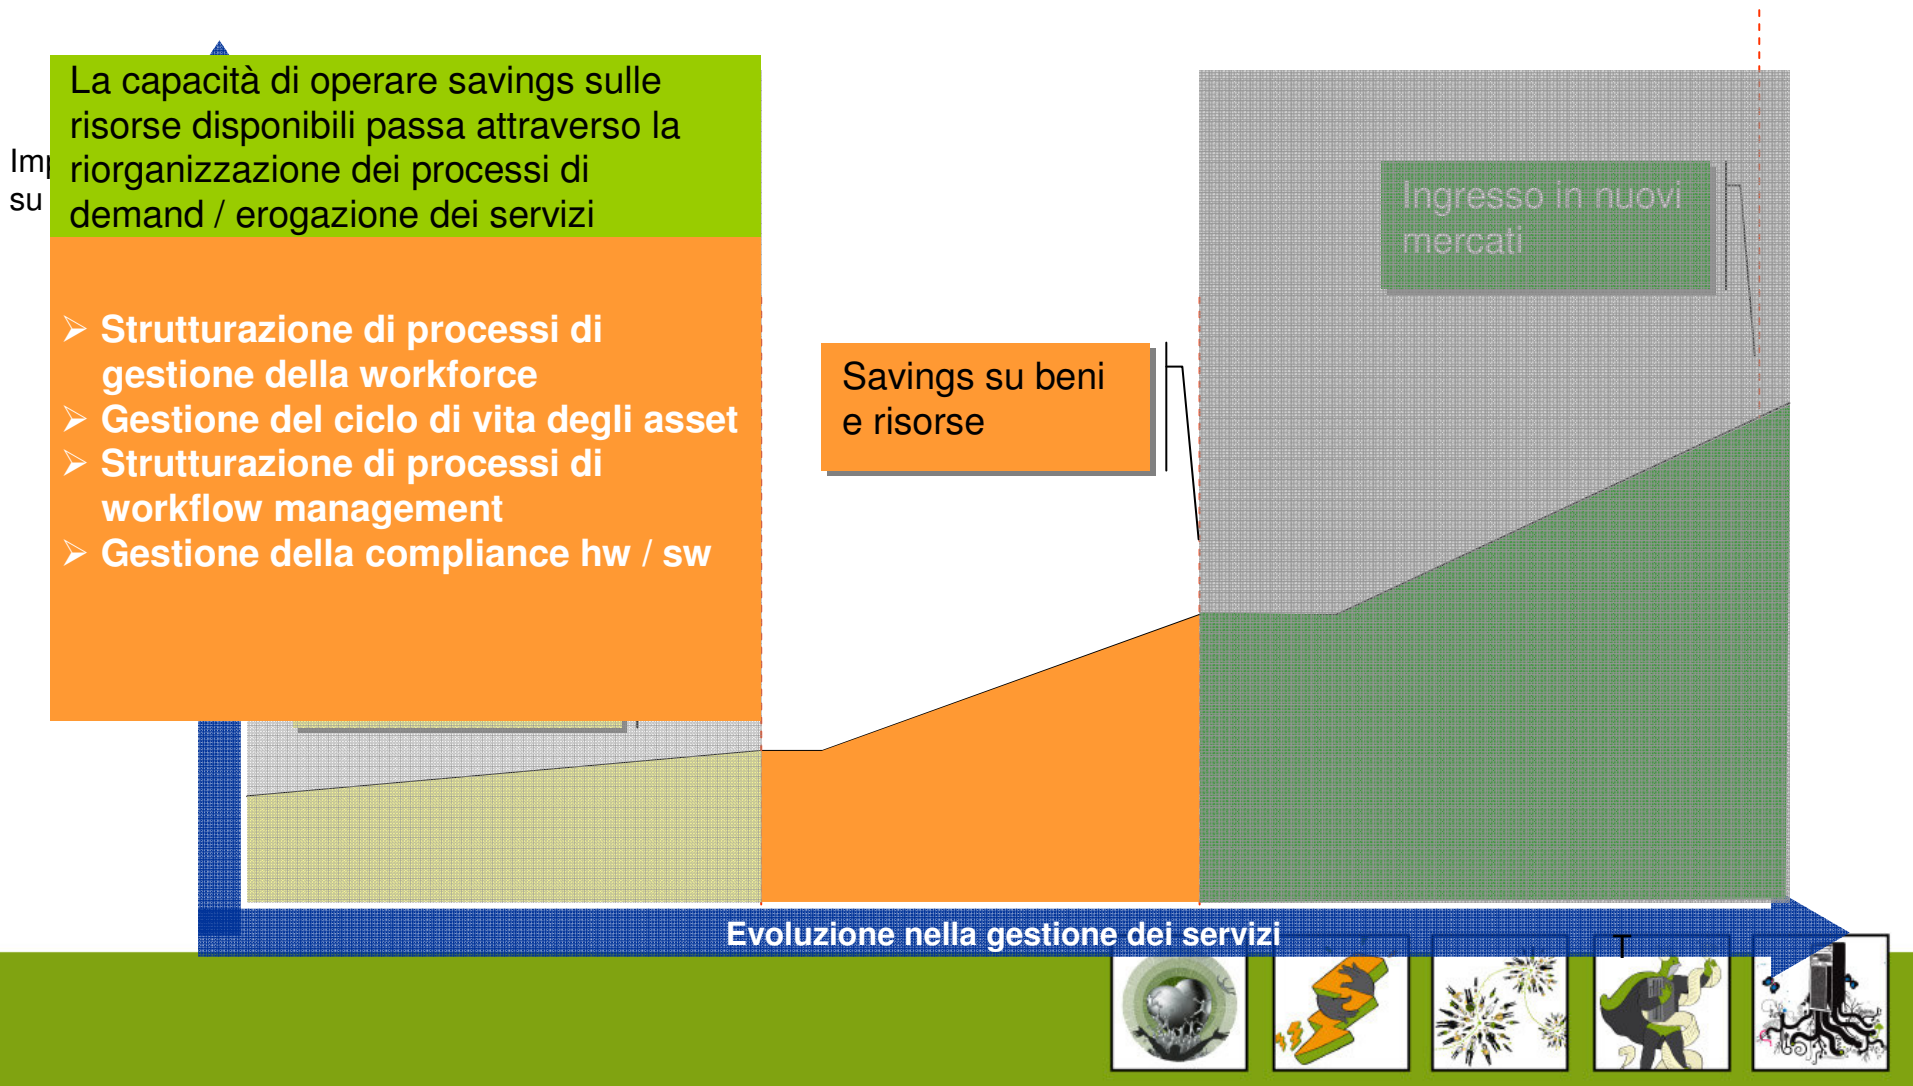 La capacità di operare savings sulle
risorse disponibili passa attraverso la
riorganizzazione dei processi di
demand / erogazione dei servizi
su
➢ Strutturazione di processi di
gestione della workforce
➢ Gestione del ciclo di vita degli asset
➢ Strutturazione di processi di
workflow management
➢ Gestione della compliance hw / sw
Savings su beni
e risorse
Ingresso in nuovi
mercati
Evoluzione nella gestione dei servizi
T